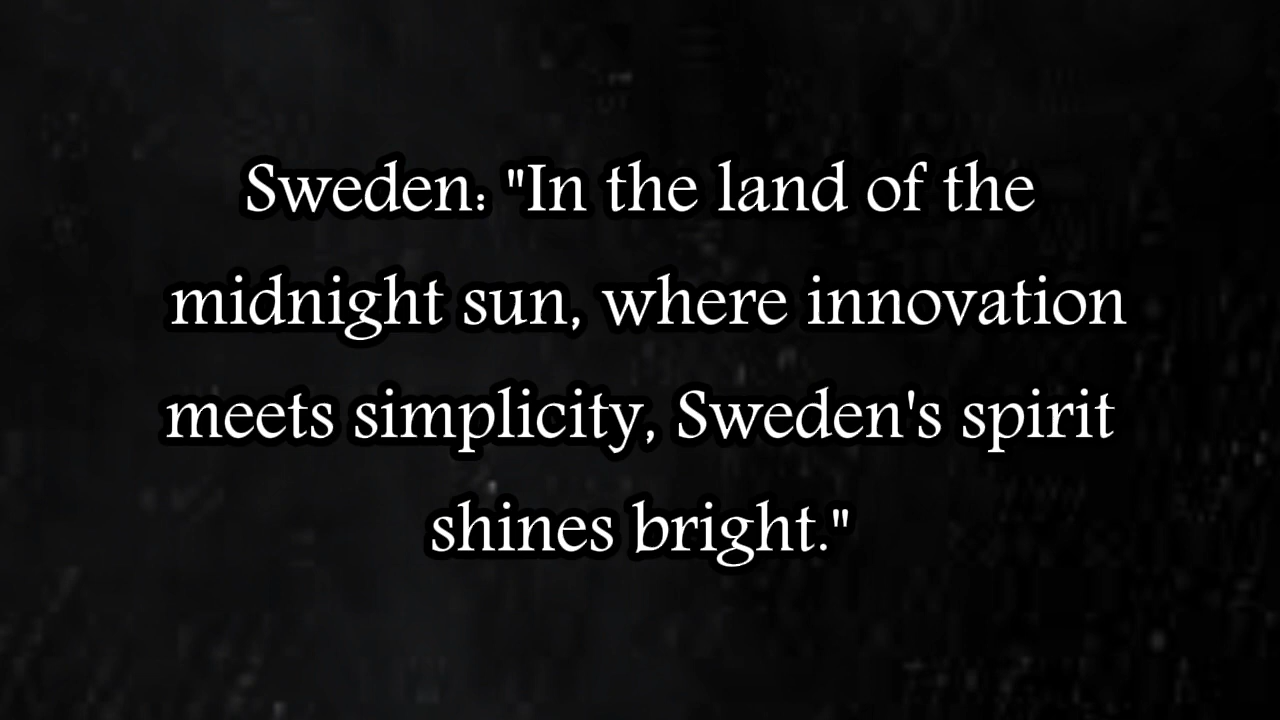 Sweden: "In the land of the
midnight sun, where innovation
meets simplicity, Sweden's spirit
shines bright."